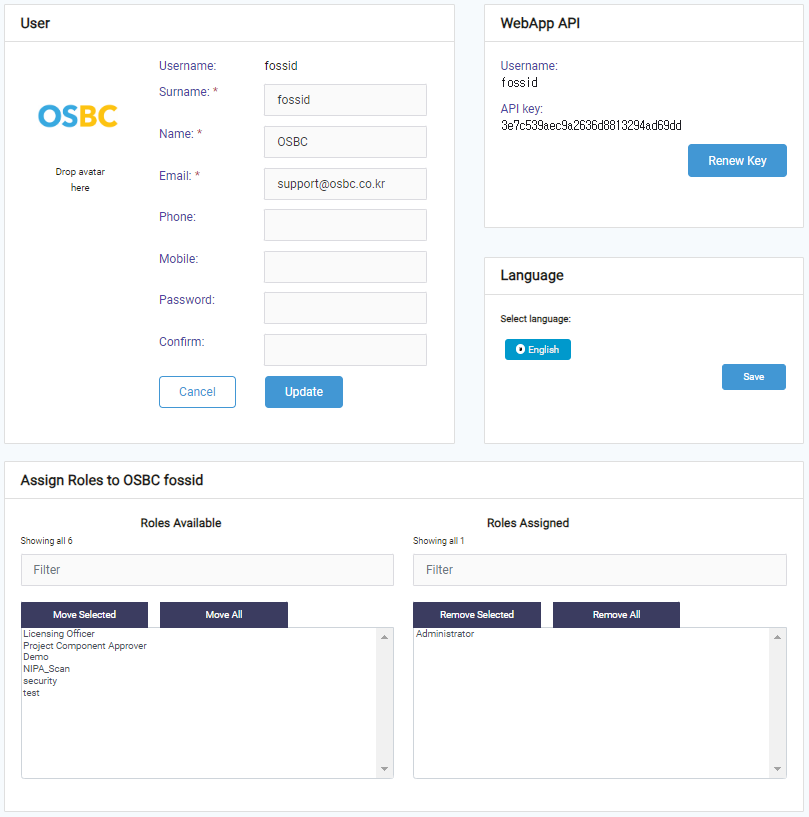 User
OSBC
Drop avatar
here
Username: fossid
Surname: * fossid
Name: * OSBC
Email: * support@osbc.co.kr
Phone:
Mobile:
Password:
Confirm:
Cancel Update
WebApp API
Username:
fossid
API key:
3e7c539aec9a2636d8813294ad69dd
Renew Key
Language
Select language:
English
Save
Assign Roles to OSBC fossid
Roles Available
Showing all 6
Filter
Move Selected Move All
Licensing Officer
Project Component Approver
Demo
NIPA_Scan
security
test
Roles Assigned
Showing all 1
Filter
Remove Selected Remove All
Administrator